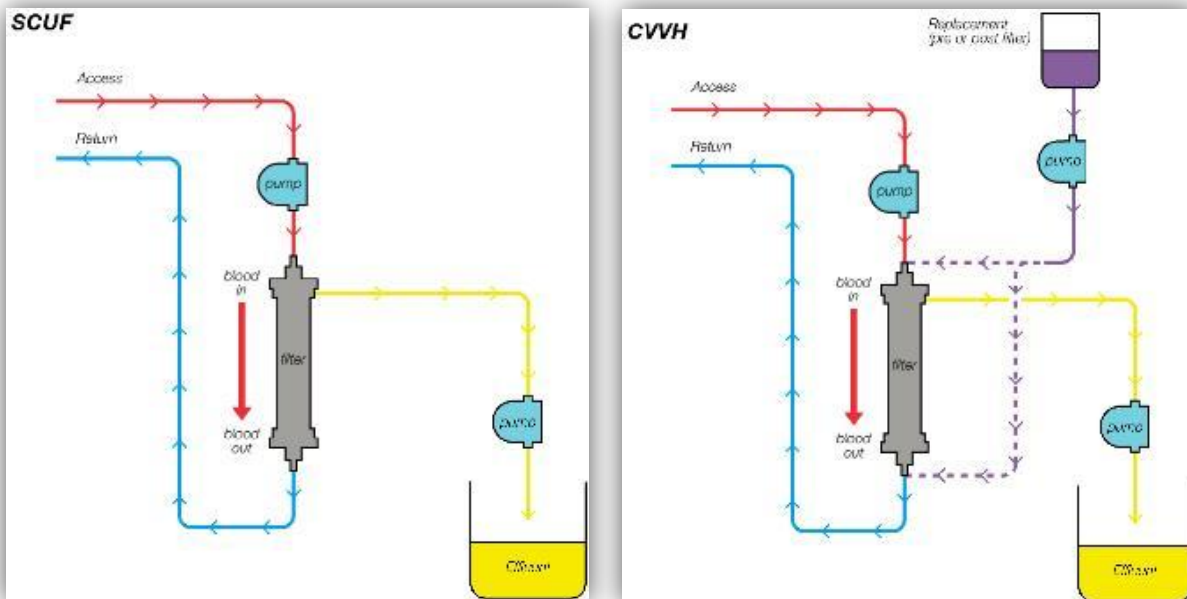 SCUF
Access
Return
pump
blood
in
filter
blood
out
pump
Effluent
CVVH
Replacement
(pre or post filter)
Access
pump
Return
pump
blood
in
filter
blood
out
pump
Effluent